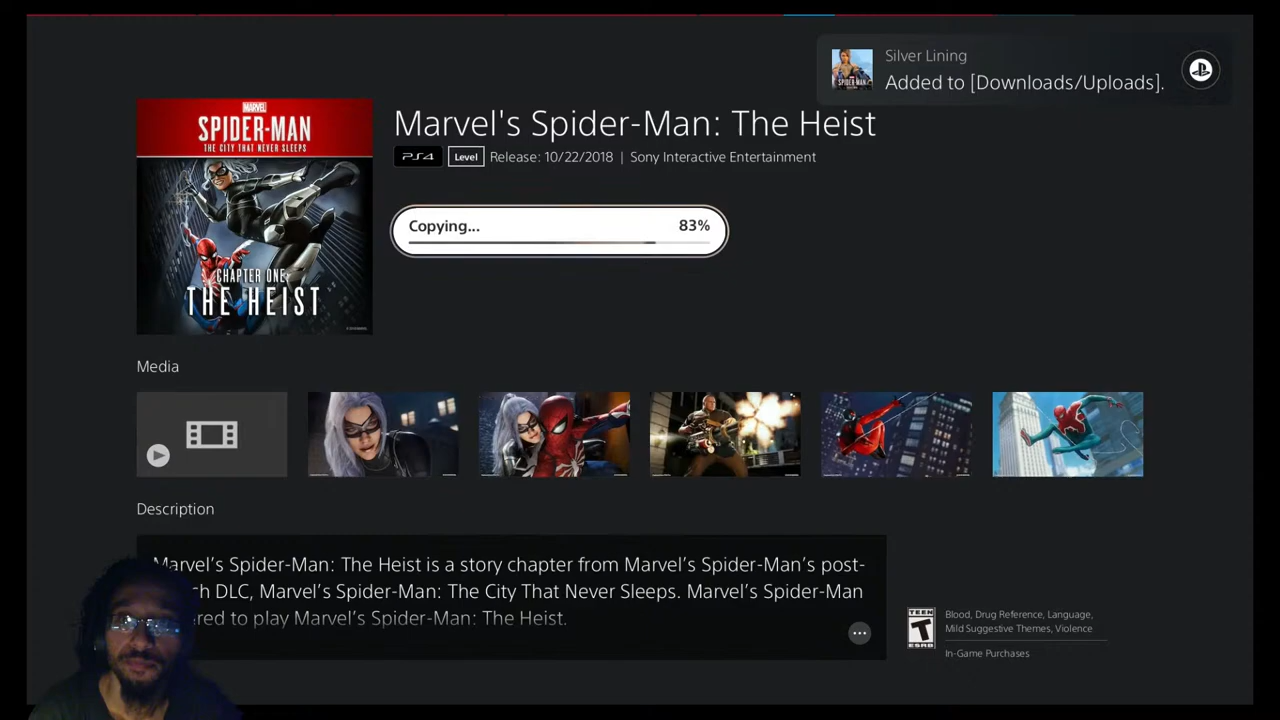 Silver Lining
Added to [Downloads/Uploads].
MARVEL
SPIDER-MAN
THE CITY THAT NEVER SLEEPS
CHAPTER ONE:
THE HEIST
Marvel's Spider-Man: The Heist
PS4 Level Release: 10/22/2018 | Sony Interactive Entertainment
Copying... 83%
Media
Description
Marvel's Spider-Man: The Heist is a story chapter from Marvel's Spider-Man's post-
ch DLC, Marvel's Spider-Man: The City That Never Sleeps. Marvel's Spider-Man
ired to play Marvel's Spider-Man: The Heist.
TEEN
T
ESRB
Blood, Drug Reference, Language,
Mild Suggestive Themes, Violence
In-Game Purchases